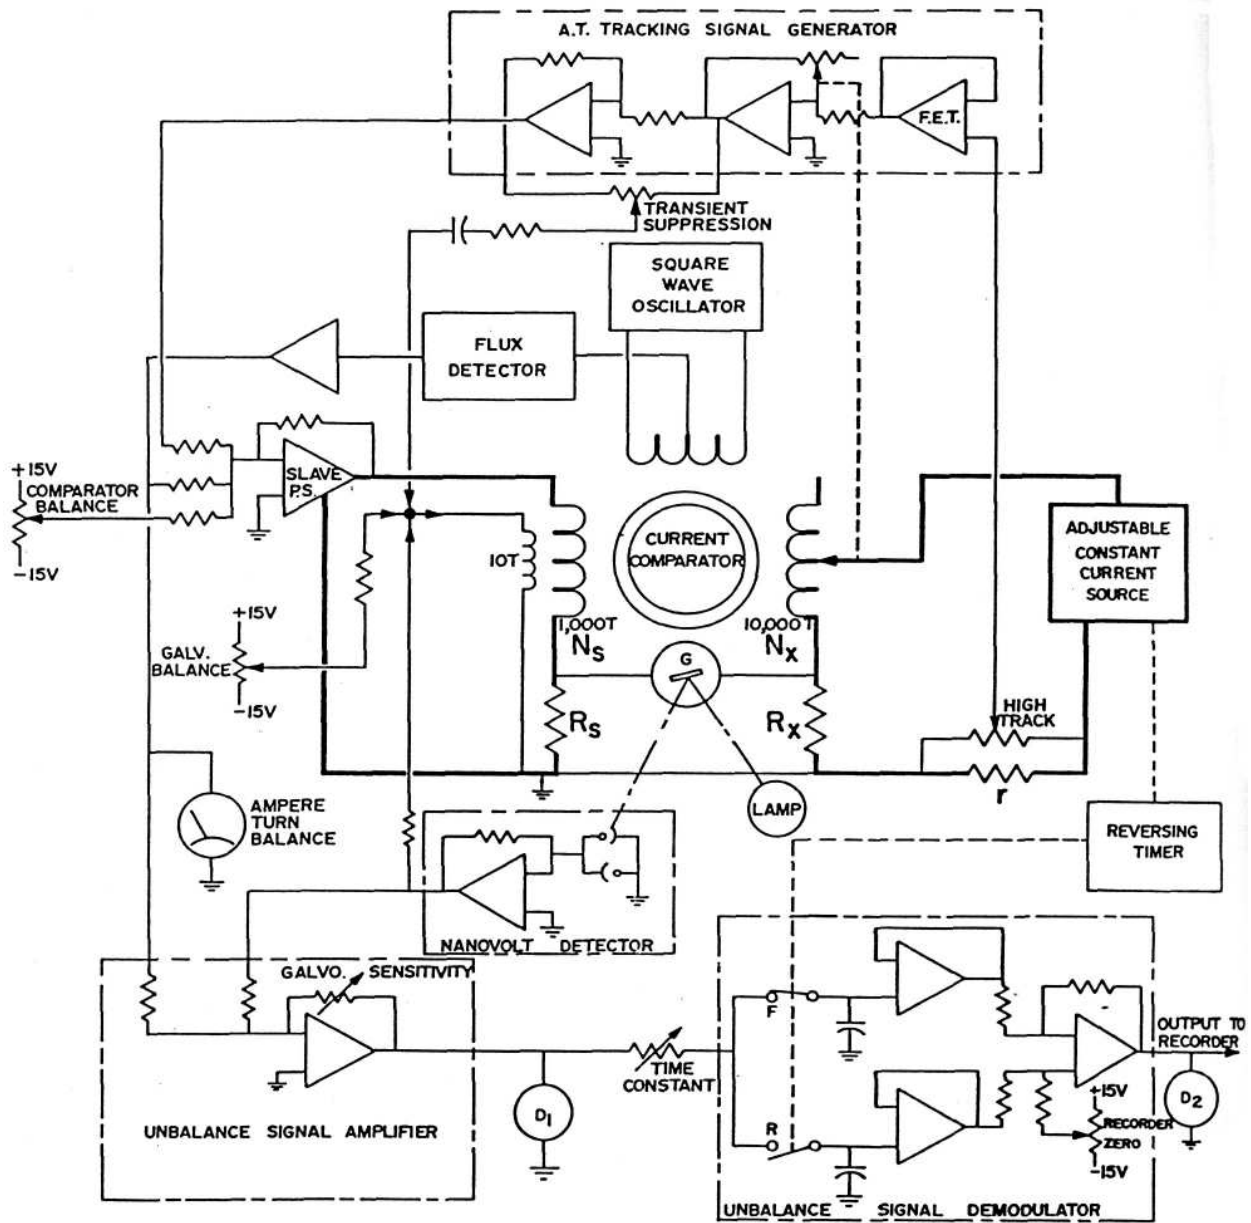 A.T. TRACKING SIGNAL GENERATOR
F.E.T.
TRANSIENT
SUPPRESSION
SQUARE
WAVE
OSCILLATOR
FLUX
DETECTOR
SLAVE
P.S.
+15V
COMPARATOR
BALANCE
-15V
10T
CURRENT
COMPARATOR
ADJUSTABLE
CONSTANT
CURRENT
SOURCE
+15V
GALV.
BALANCE
-15V
1,000T
NS
10,000T
NX
G
RS
RX
HIGH
TRACK
r
LAMP
AMPERE
TURN
BALANCE
REVERSING
TIMER
NANOVOLT DETECTOR
GALVO. SENSITIVITY
UNBALANCE SIGNAL AMPLIFIER
D1
TIME
CONSTANT
F
R
OUTPUT TO
RECORDER
+15V
RECORDER
ZERO
-15V
D2
UNBALANCE SIGNAL DEMODULATOR